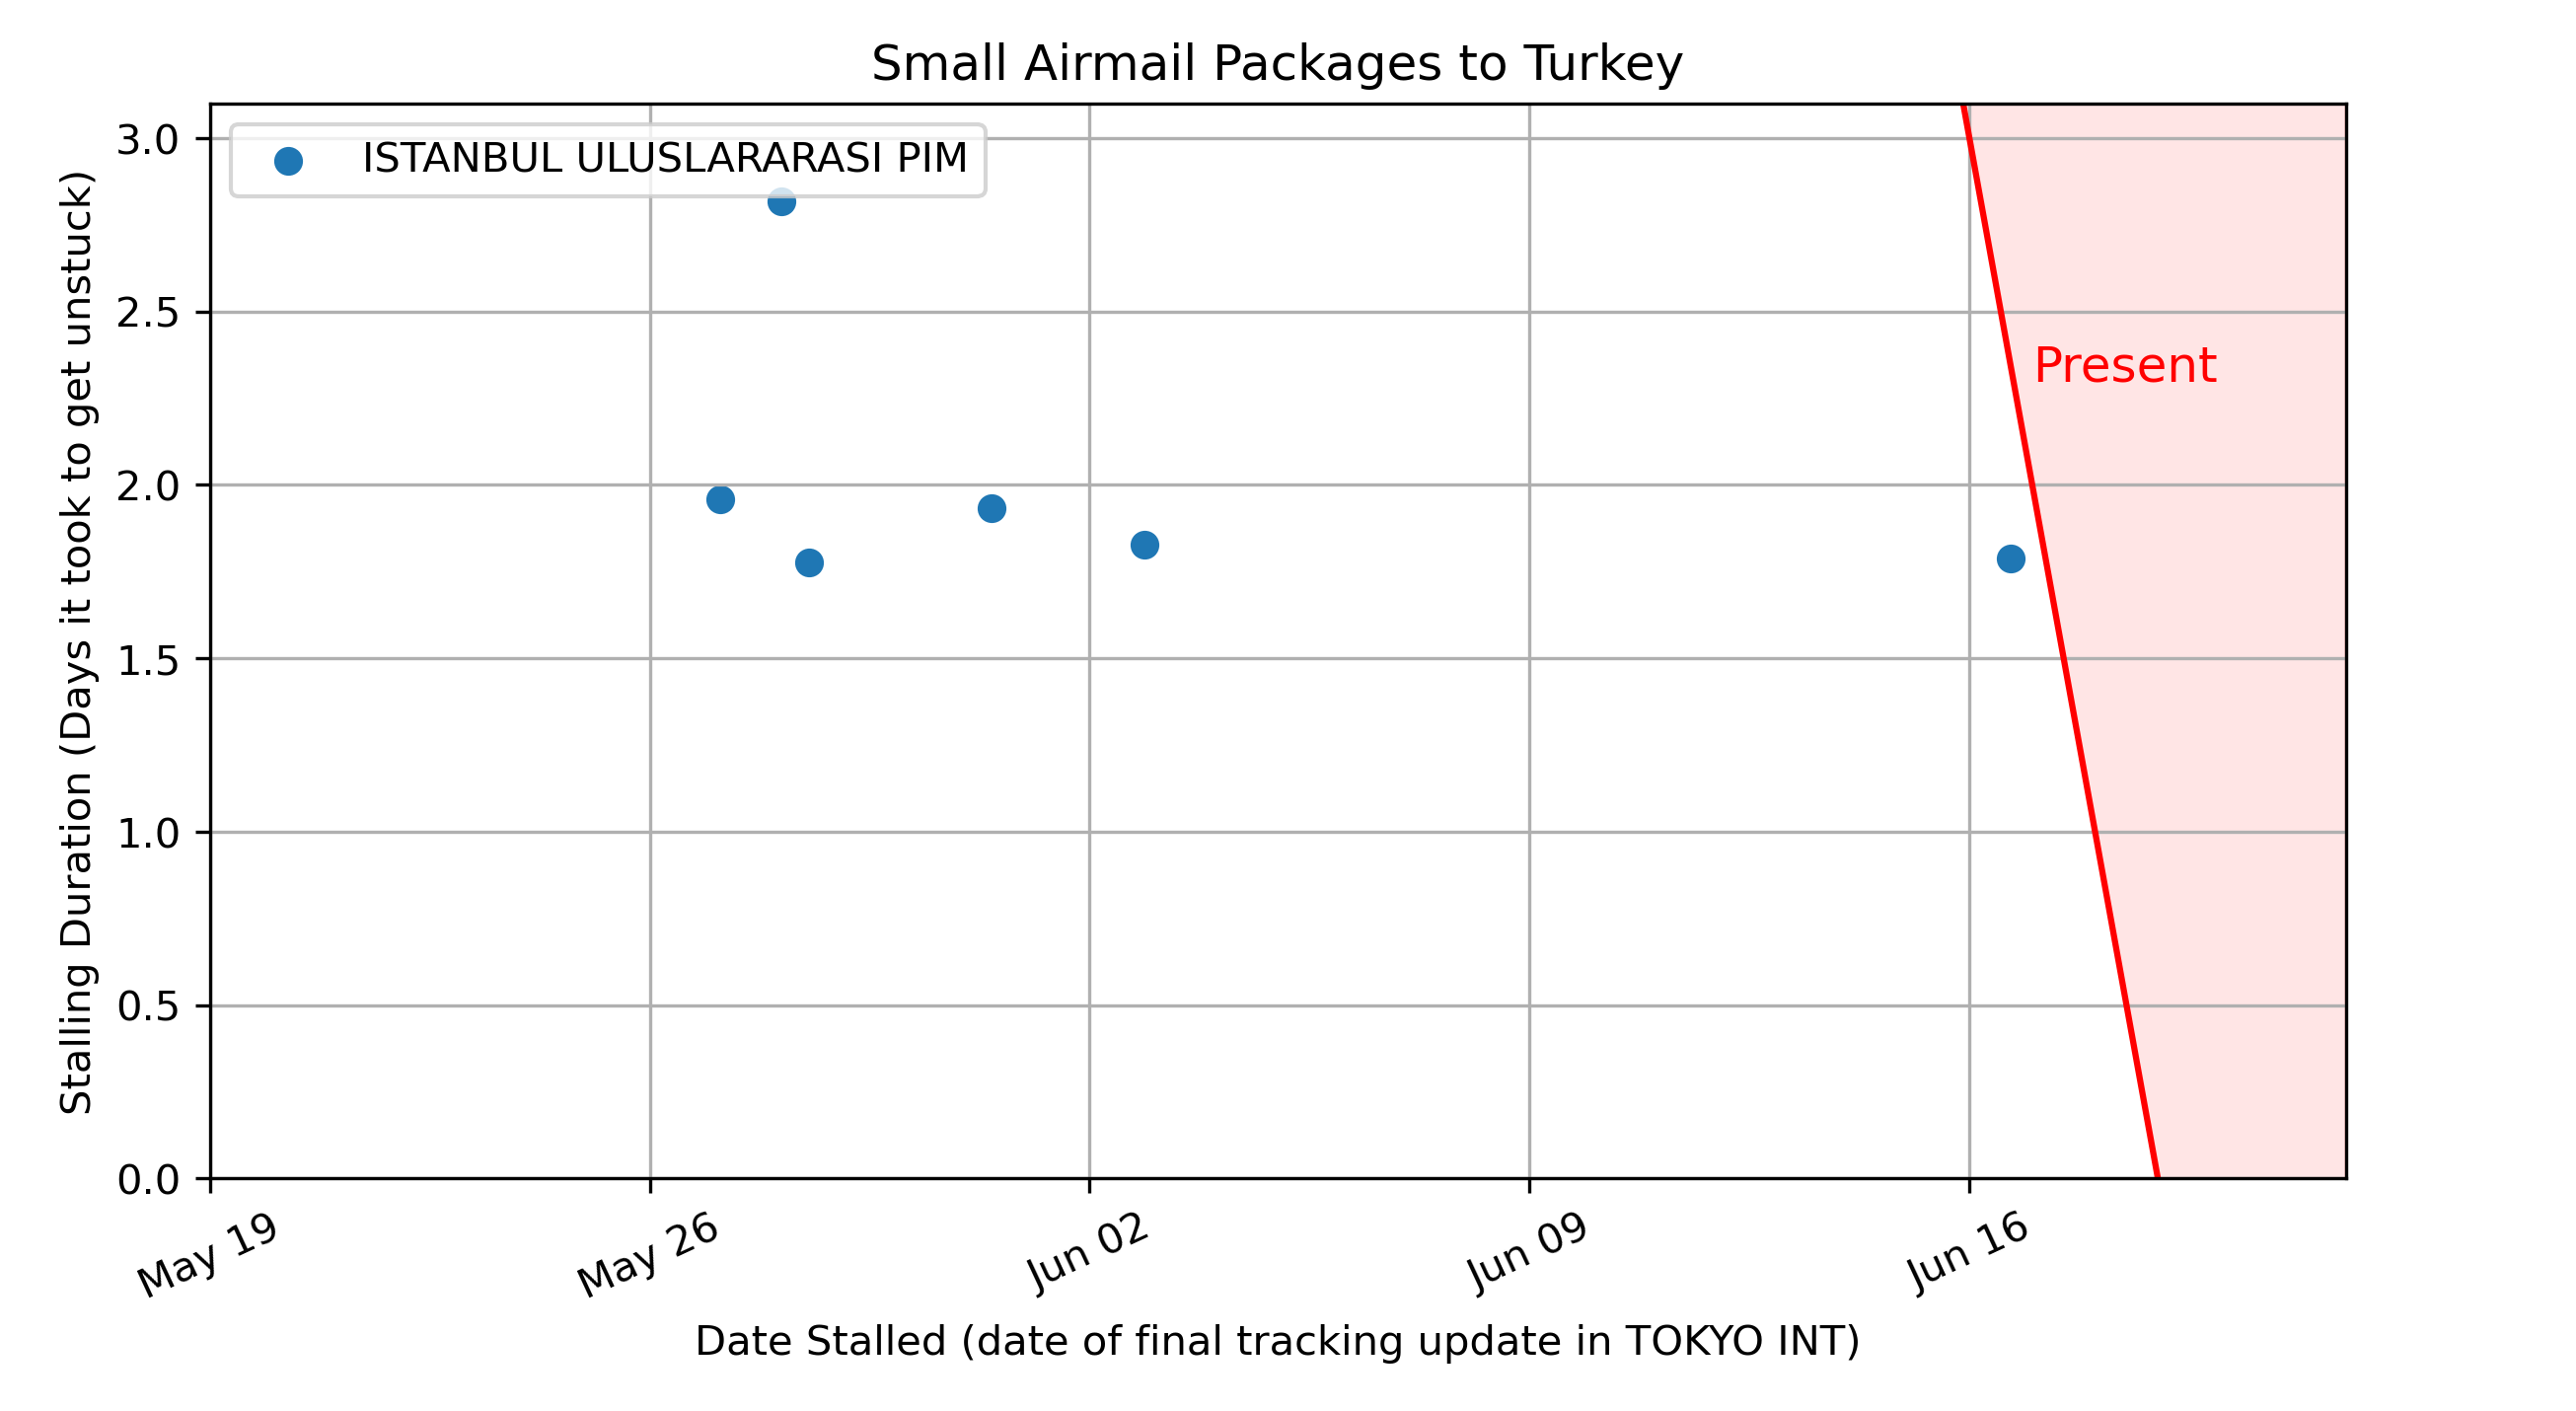 Small Airmail Packages to Turkey
ISTANBUL ULUSLARARASI PIM
Present
Stalling Duration (Days it took to get unstuck)
3.0
2.5
2.0
1.5
1.0
0.5
0.0
May 19
May 26
Jun 02
Jun 09
Jun 16
Date Stalled (date of final tracking update in TOKYO INT)